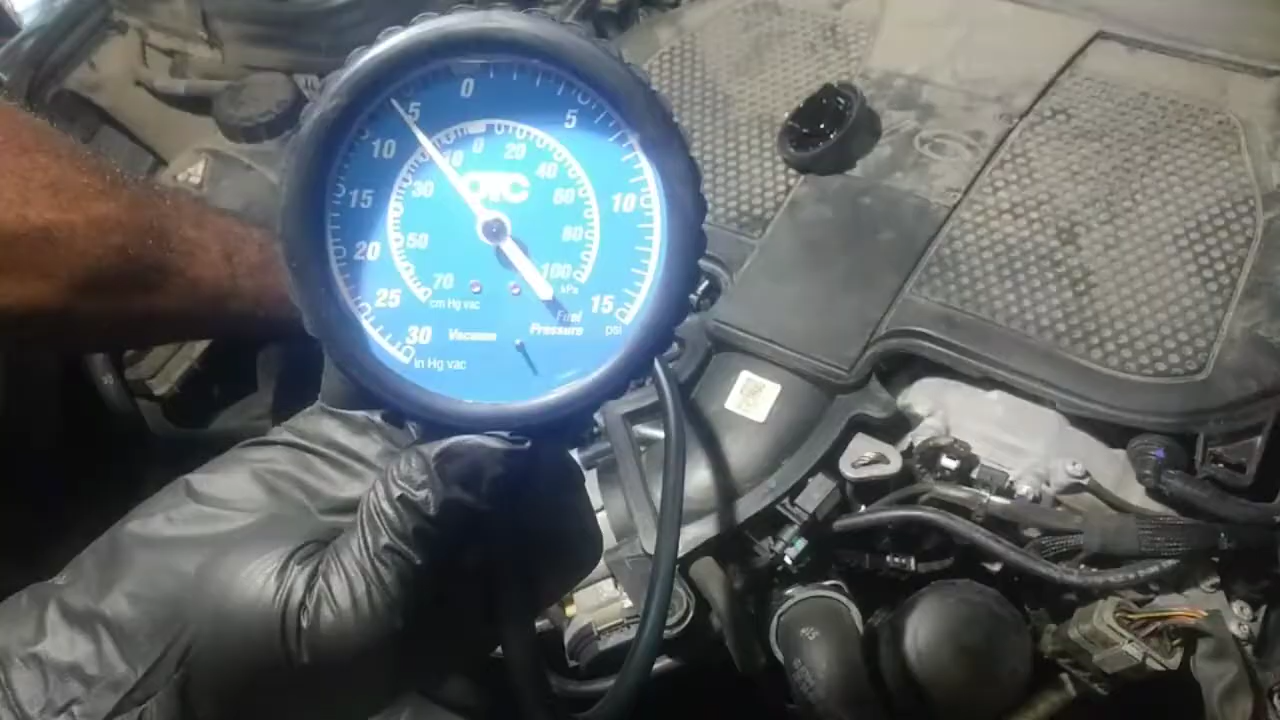 0
5 5
10 10
15 15
20
25
30
psi
in Hg vac
10 0 20
30 40
50 60
70 80
100
kPa
cm Hg vac
OTC
Vacuum
Fuel
Pressure